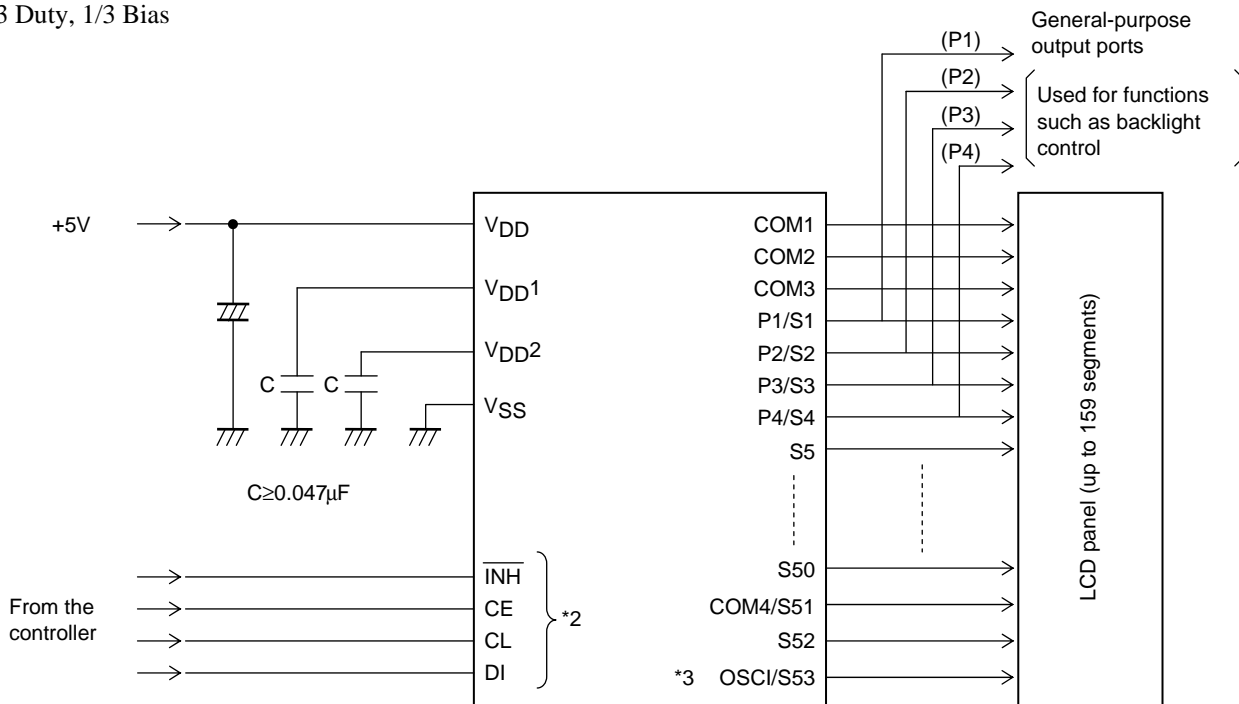 3 Duty, 1/3 Bias
General-purpose
output ports
(P1)
(P2)
(P3)
(P4)
Used for functions
such as backlight
control
+5V
VDD
VDD1
VDD2
VSS
C
C
C≥0.047μF
COM1
COM2
COM3
P1/S1
P2/S2
P3/S3
P4/S4
S5
S50
COM4/S51
S52
*3 OSCI/S53
LCD panel (up to 159 segments)
From the
controller
INH
CE
CL
DI
*2